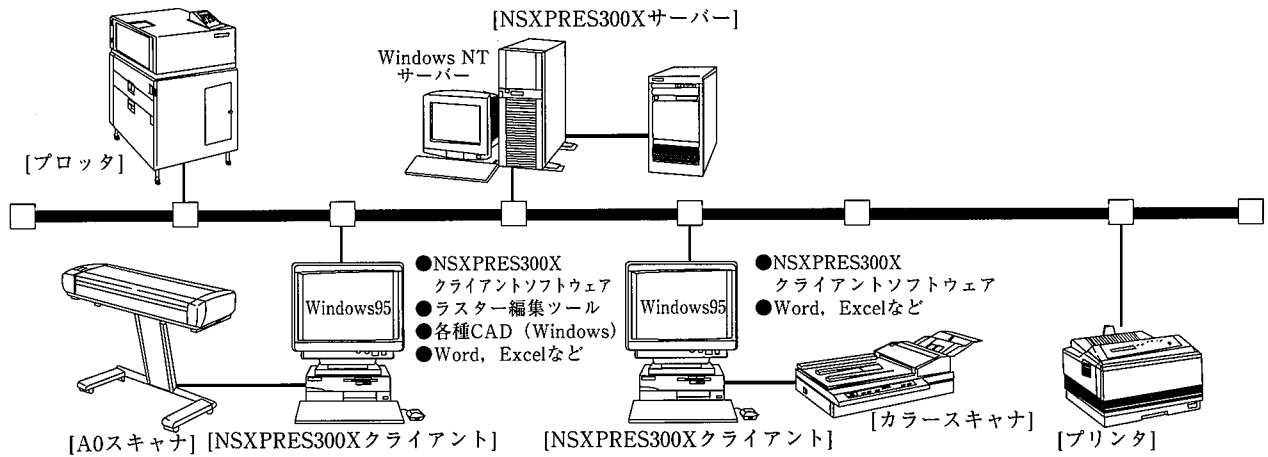 [NSXPRES300Xサーバー]
Windows NT
サーバー
[プロッタ]
Windows95
●NSXPRES300X
クライアントソフトウェア
●ラスター編集ツール
●各種CAD（Windows）
●Word，Excelなど
Windows95
●NSXPRES300X
クライアントソフトウェア
●Word，Excelなど
[A0スキャナ]
[NSXPRES300Xクライアント]
[NSXPRES300Xクライアント]
[カラースキャナ]
[プリンタ]